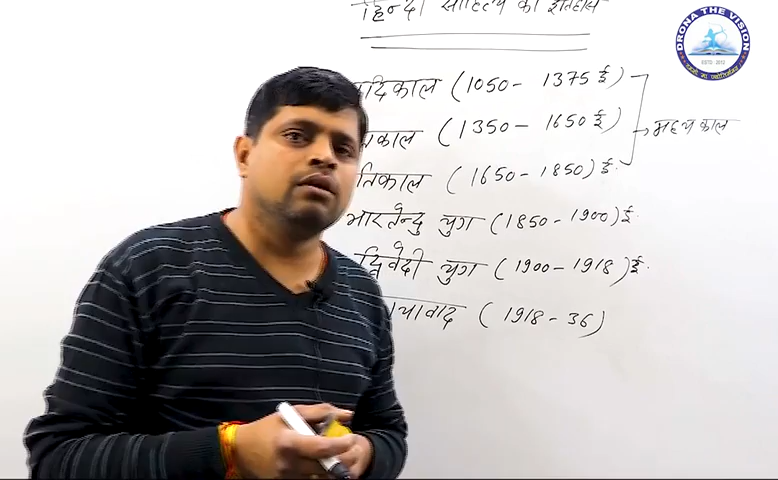 हिन्दी साहित्य का इतिहास
DRONA THE VISION
ESTD : 2012
दिकाल (1050 - 1375 ई)
काल (1350 - 1650 ई)
मध्यकाल
तिकाल (1650 - 1850) ई.
भारतेन्दु युग (1850 - 1900) ई.
द्विवेदी युग (1900 - 1918) ई.
यावाद (1918 - 36)